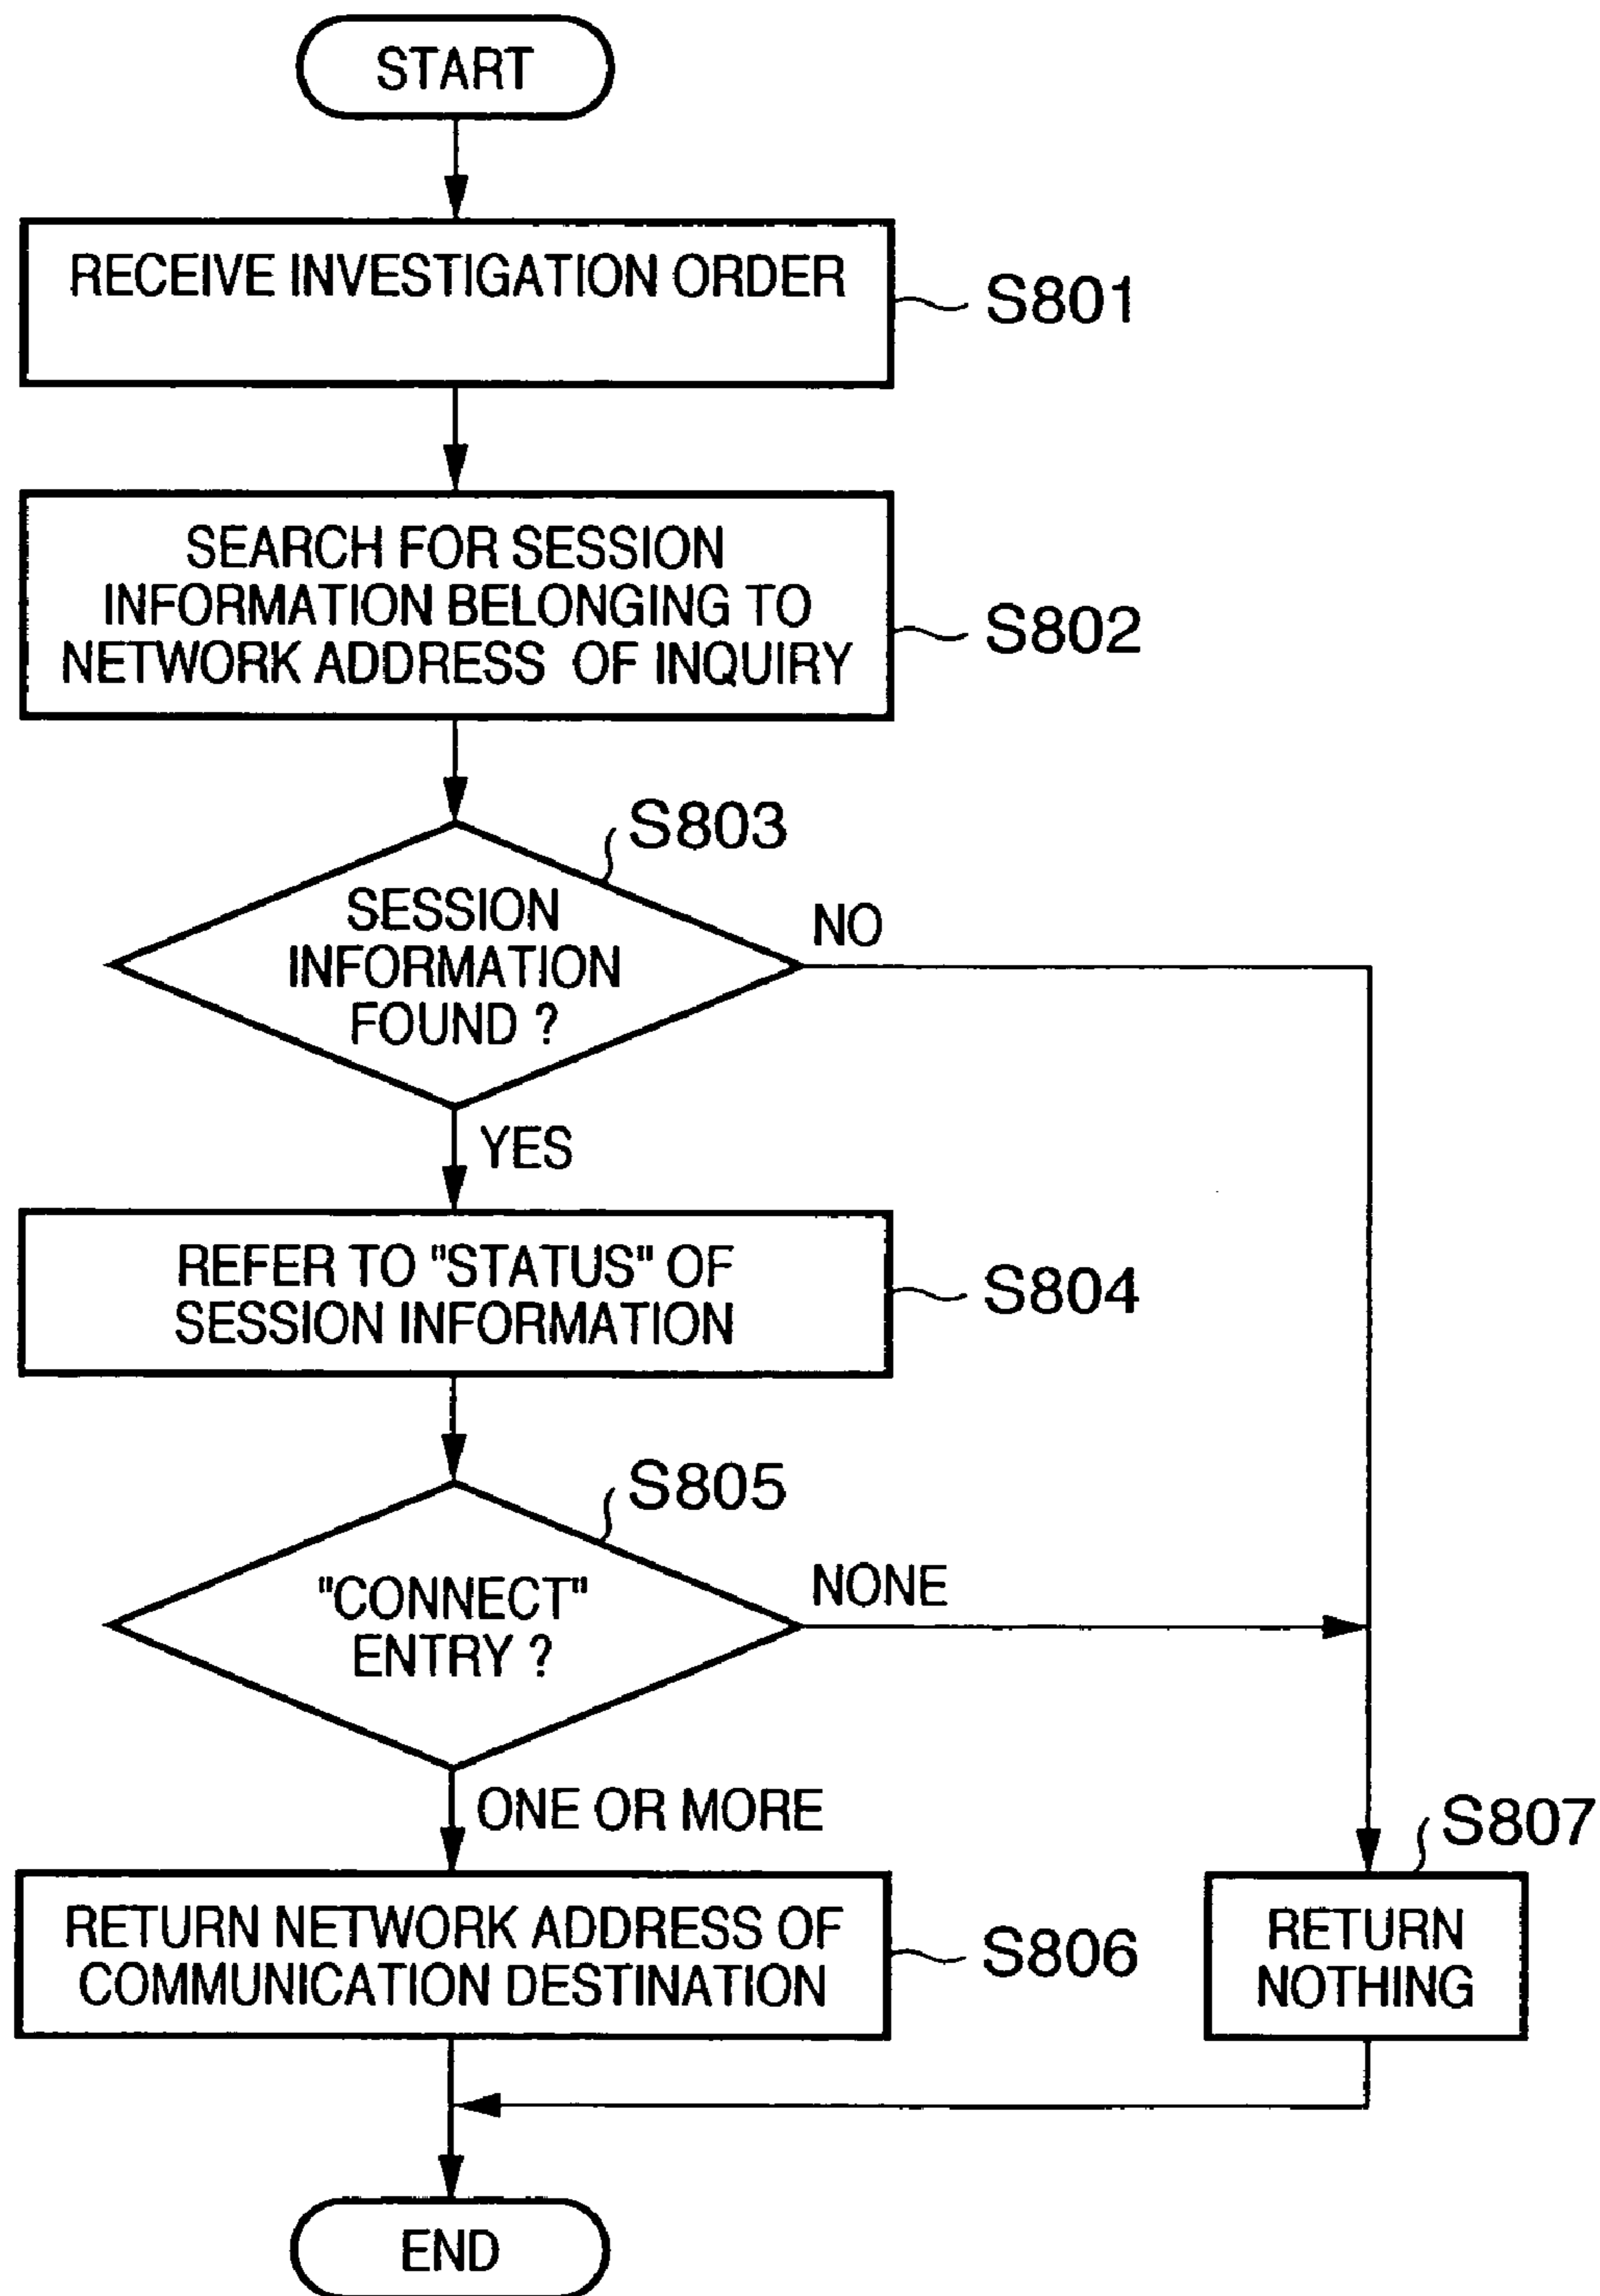 START
RECEIVE INVESTIGATION ORDER
S801
SEARCH FOR SESSION
INFORMATION BELONGING TO
NETWORK ADDRESS OF INQUIRY
S802
S803
SESSION
INFORMATION
FOUND ?
NO
YES
REFER TO "STATUS" OF
SESSION INFORMATION
S804
S805
"CONNECT"
ENTRY ?
NONE
ONE OR MORE
RETURN NETWORK ADDRESS OF
COMMUNICATION DESTINATION
S806
S807
RETURN
NOTHING
END